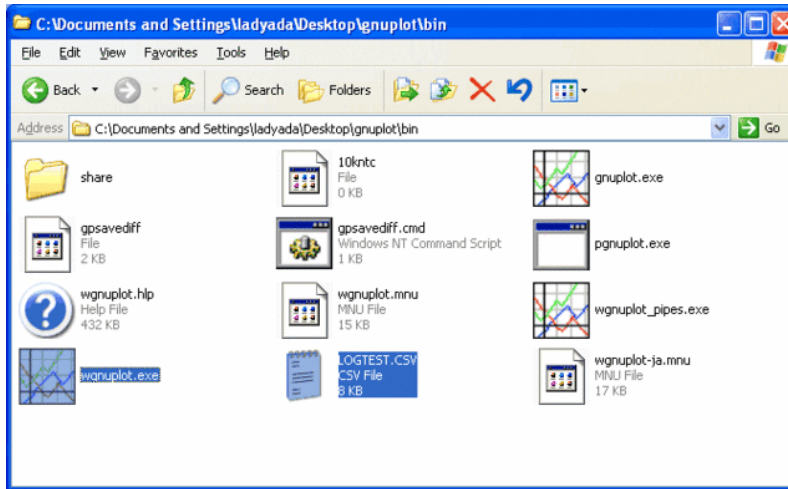 C:\Documents and Settings\ladyada\Desktop\gnuplot\bin
File Edit View Favorites Tools Help
Back Search Folders
Address C:\Documents and Settings\ladyada\Desktop\gnuplot\bin Go
share
10kntc
File
0 KB
gnuplot.exe
gpsavediff
File
2 KB
gpsavediff.cmd
Windows NT Command Script
1 KB
pgnuplot.exe
wgnuplot.hlp
Help File
432 KB
wgnuplot.mnu
MNU File
15 KB
wgnuplot_pipes.exe
wgnuplot.exe
LOGTEST.CSV
CSV File
8 KB
wgnuplot-ja.mnu
MNU File
17 KB